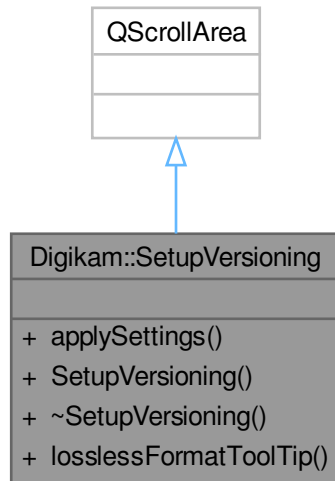 QScrollArea
Digikam::SetupVersioning
+ applySettings()
+ SetupVersioning()
+ ~SetupVersioning()
+ losslessFormatToolTip()